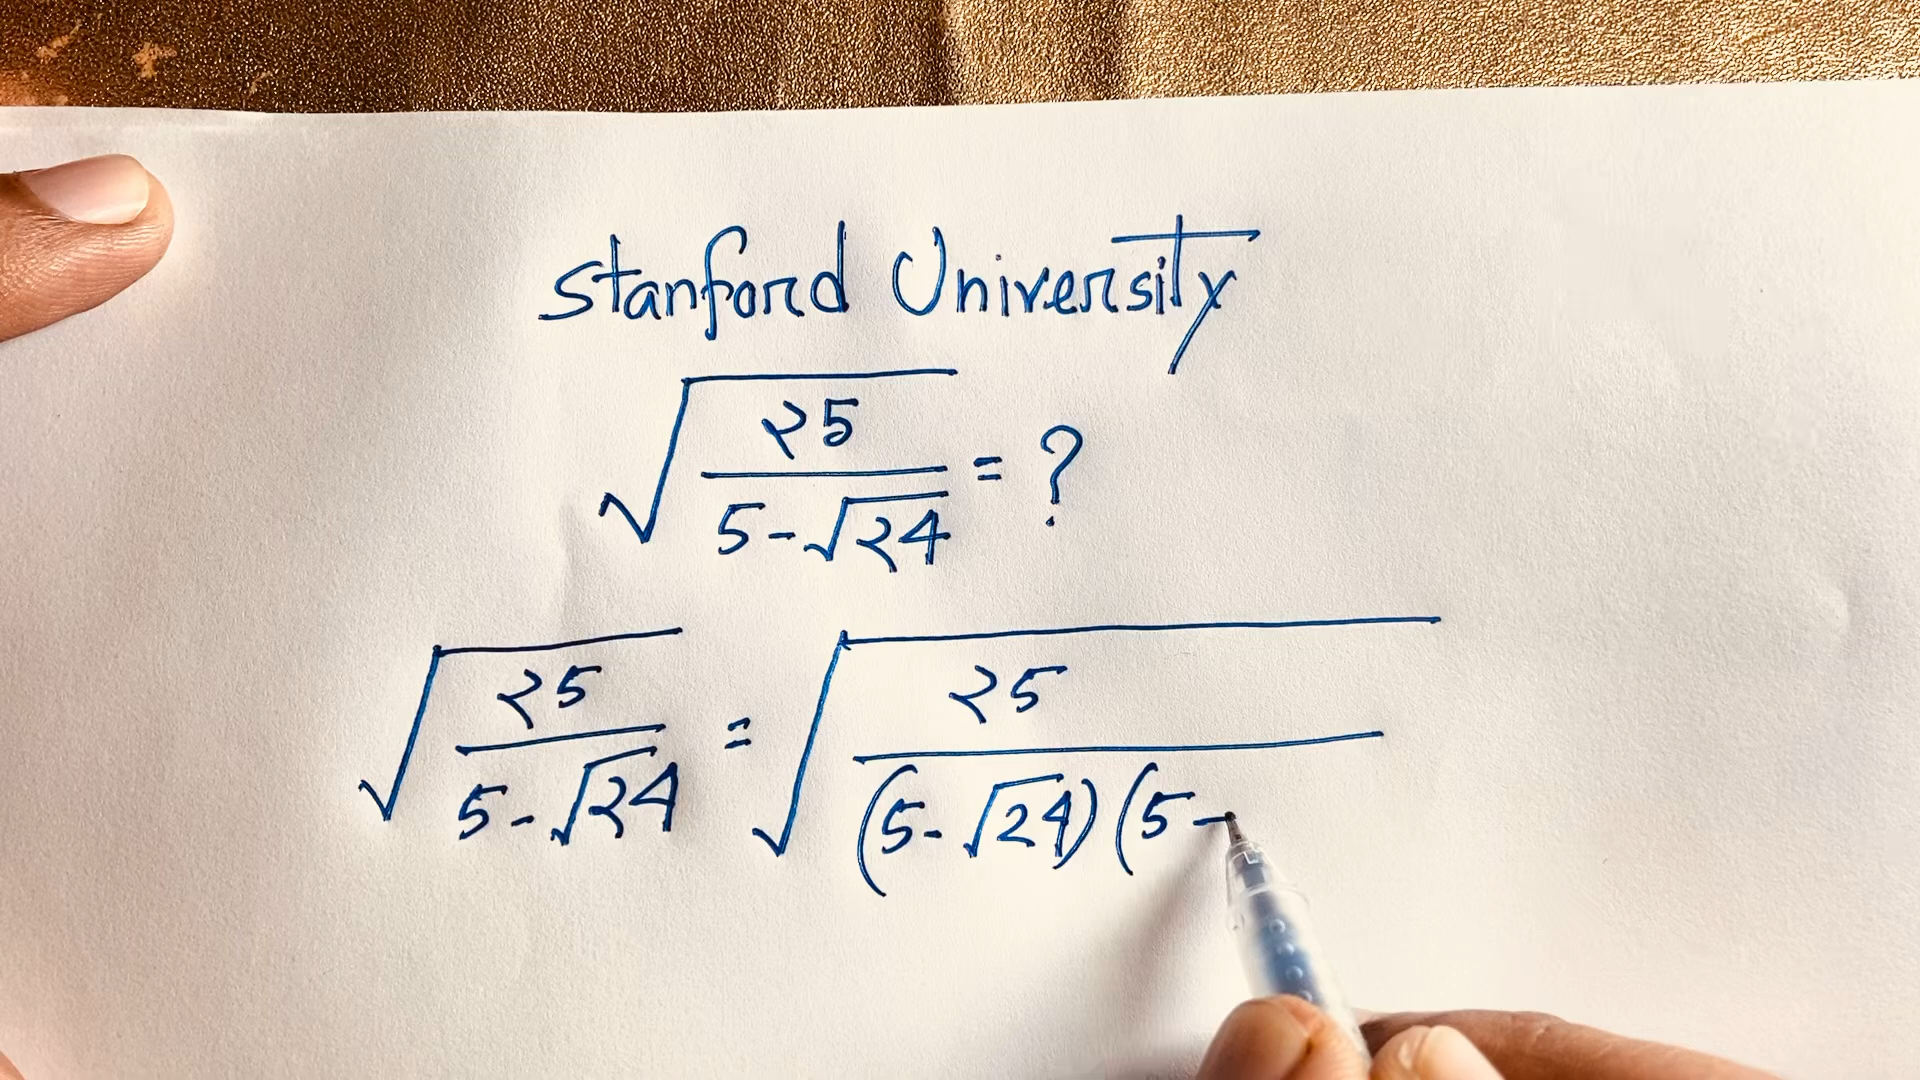 Stanford University
√(25/(5-√24)) = ?
√(25/(5-√24)) = √(25/((5-√24)(5-